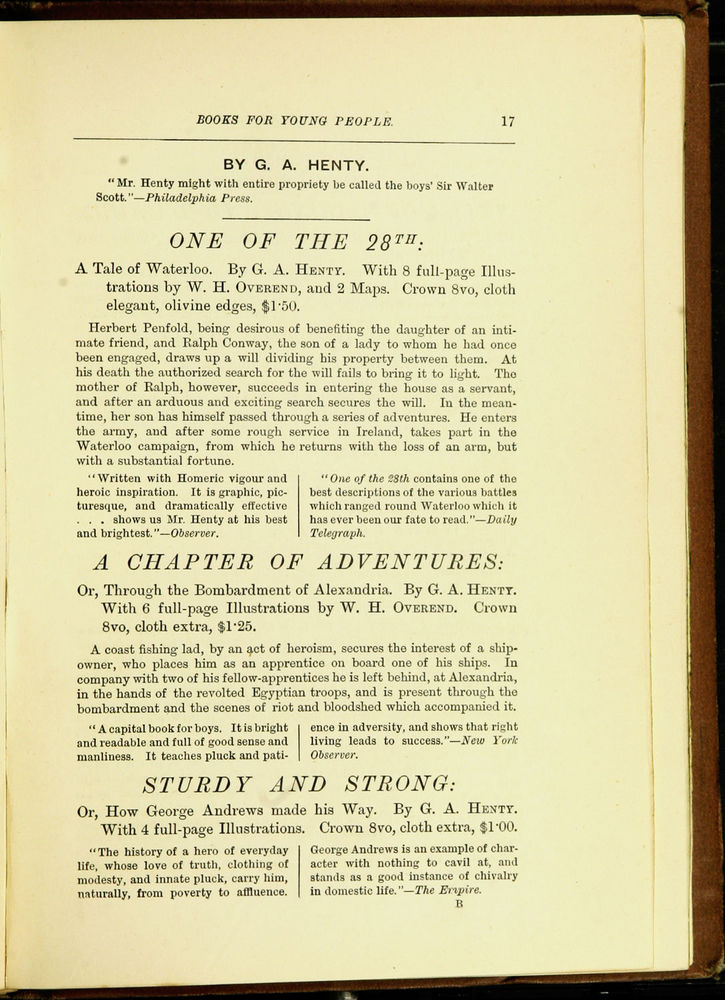 BOOKS FOR YOUNG PEOPLE. 17
BY G. A. HENTY.
"Mr. Henty might with entire propriety be called the boys' Sir Walter
Scott."—Philadelphia Press.
ONE OF THE 28TH:
A Tale of Waterloo. By G. A. HENTY. With 8 full-page Illus-
trations by W. H. OVEREND, and 2 Maps. Crown 8vo, cloth
elegant, olivine edges, $1·50.
Herbert Penfold, being desirous of benefiting the daughter of an inti-
mate friend, and Ralph Conway, the son of a lady to whom he had once
been engaged, draws up a will dividing his property between them. At
his death the authorized search for the will fails to bring it to light. The
mother of Ralph, however, succeeds in entering the house as a servant,
and after an arduous and exciting search secures the will. In the mean-
time, her son has himself passed through a series of adventures. He enters
the army, and after some rough service in Ireland, takes part in the
Waterloo campaign, from which he returns with the loss of an arm, but
with a substantial fortune.
"Written with Homeric vigour and
heroic inspiration. It is graphic, pic-
turesque, and dramatically effective
. . . shows us Mr. Henty at his best
and brightest."—Observer.
"One of the 28th contains one of the
best descriptions of the various battles
which ranged round Waterloo which it
has ever been our fate to read."—Daily
Telegraph.
A CHAPTER OF ADVENTURES:
Or, Through the Bombardment of Alexandria. By G. A. HENTY.
With 6 full-page Illustrations by W. H. OVEREND. Crown
8vo, cloth extra, $1·25.
A coast fishing lad, by an act of heroism, secures the interest of a ship-
owner, who places him as an apprentice on board one of his ships. In
company with two of his fellow-apprentices he is left behind, at Alexandria,
in the hands of the revolted Egyptian troops, and is present through the
bombardment and the scenes of riot and bloodshed which accompanied it.
"A capital book for boys. It is bright
and readable and full of good sense and
manliness. It teaches pluck and pati-
ence in adversity, and shows that right
living leads to success."—New York
Observer.
STURDY AND STRONG:
Or, How George Andrews made his Way. By G. A. HENTY.
With 4 full-page Illustrations. Crown 8vo, cloth extra, $1·00.
"The history of a hero of everyday
life, whose love of truth, clothing of
modesty, and innate pluck, carry him,
naturally, from poverty to affluence.
George Andrews is an example of char-
acter with nothing to cavil at, and
stands as a good instance of chivalry
in domestic life."—The Empire.
B